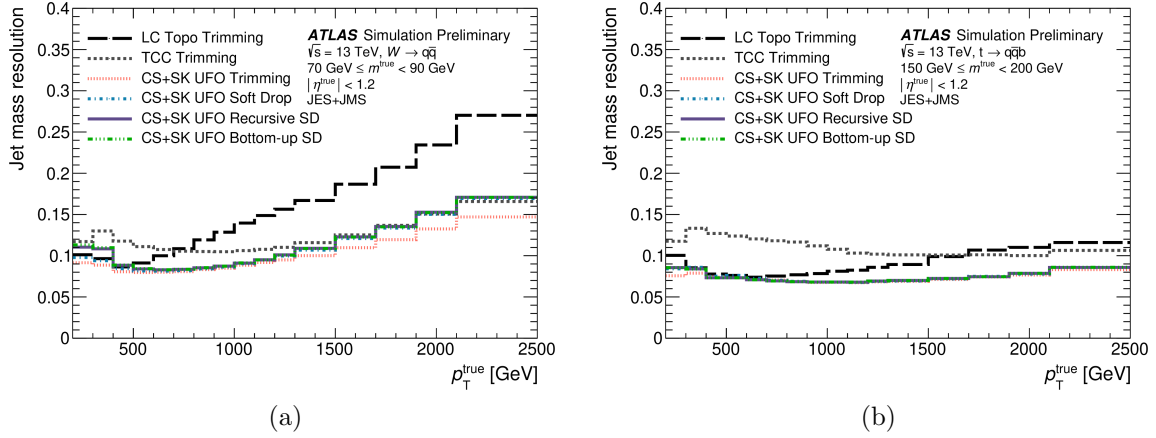 Jet mass resolution
0.4
0.35
0.3
0.25
0.2
0.15
0.1
0.05
0
LC Topo Trimming
TCC Trimming
CS+SK UFO Trimming
CS+SK UFO Soft Drop
CS+SK UFO Recursive SD
CS+SK UFO Bottom-up SD
ATLAS Simulation Preliminary
√s = 13 TeV, W → qq̅
70 GeV ≤ m^true < 90 GeV
| η^true | < 1.2
JES+JMS
500 1000 1500 2000 2500
p_T^true [GeV]
(a)
Jet mass resolution
0.4
0.35
0.3
0.25
0.2
0.15
0.1
0.05
0
LC Topo Trimming
TCC Trimming
CS+SK UFO Trimming
CS+SK UFO Soft Drop
CS+SK UFO Recursive SD
CS+SK UFO Bottom-up SD
ATLAS Simulation Preliminary
√s = 13 TeV, t → qq̅b
150 GeV ≤ m^true < 200 GeV
| η^true | < 1.2
JES+JMS
500 1000 1500 2000 2500
p_T^true [GeV]
(b)